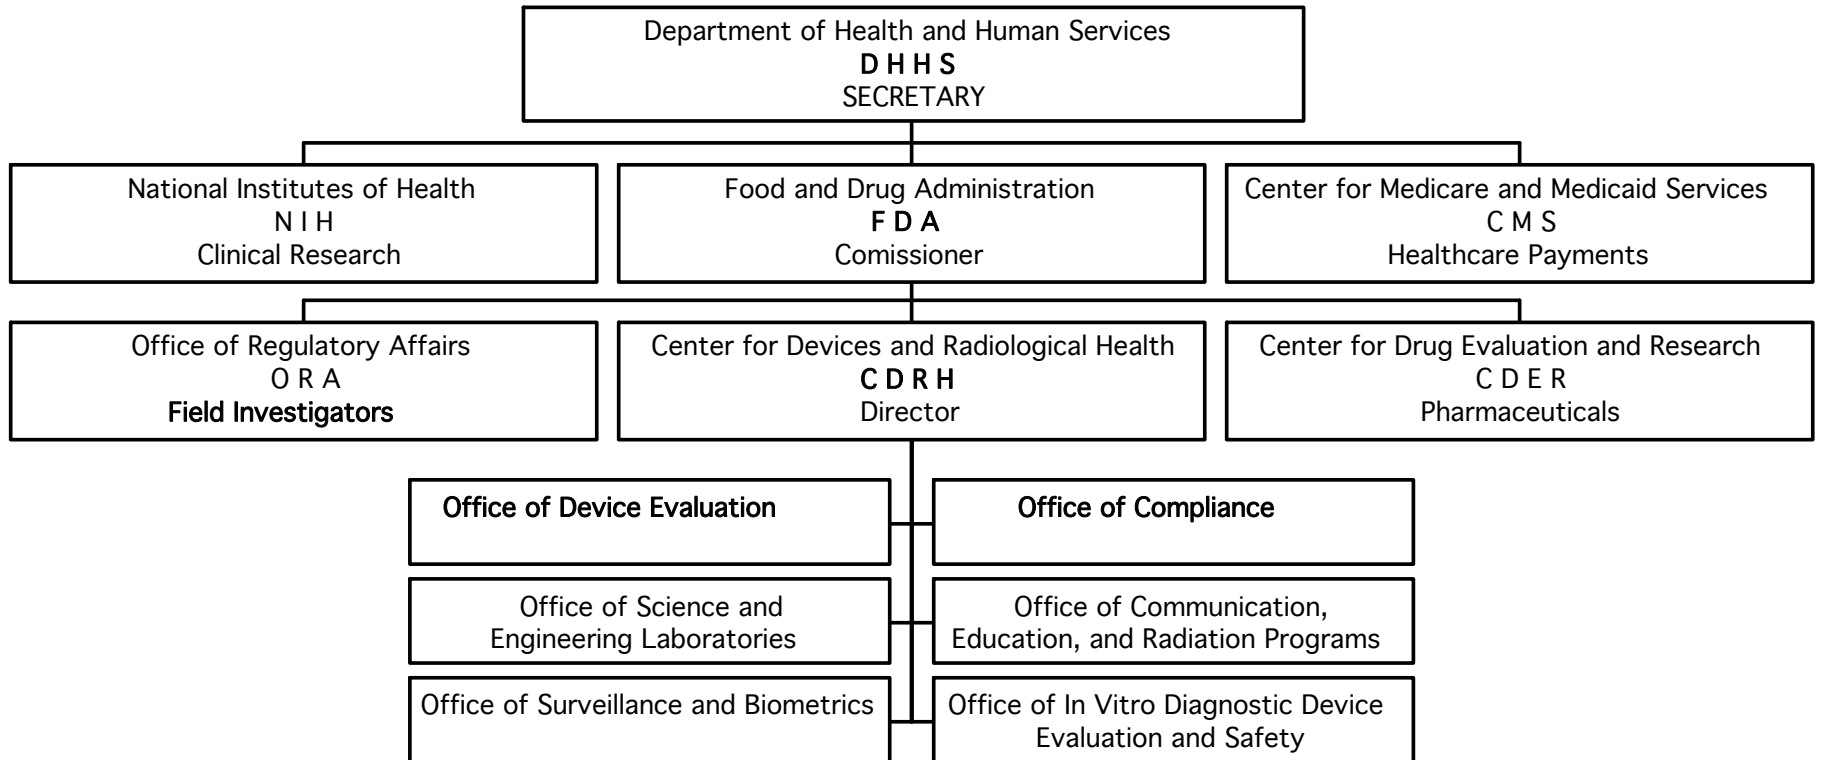 Department of Health and Human Services
D H H S
SECRETARY
National Institutes of Health
N I H
Clinical Research
Food and Drug Administration
F D A
Comissioner
Center for Medicare and Medicaid Services
C M S
Healthcare Payments
Office of Regulatory Affairs
O R A
Field Investigators
Center for Devices and Radiological Health
C D R H
Director
Center for Drug Evaluation and Research
C D E R
Pharmaceuticals
Office of Device Evaluation
Office of Compliance
Office of Science and
Engineering Laboratories
Office of Communication,
Education, and Radiation Programs
Office of Surveillance and Biometrics
Office of In Vitro Diagnostic Device
Evaluation and Safety